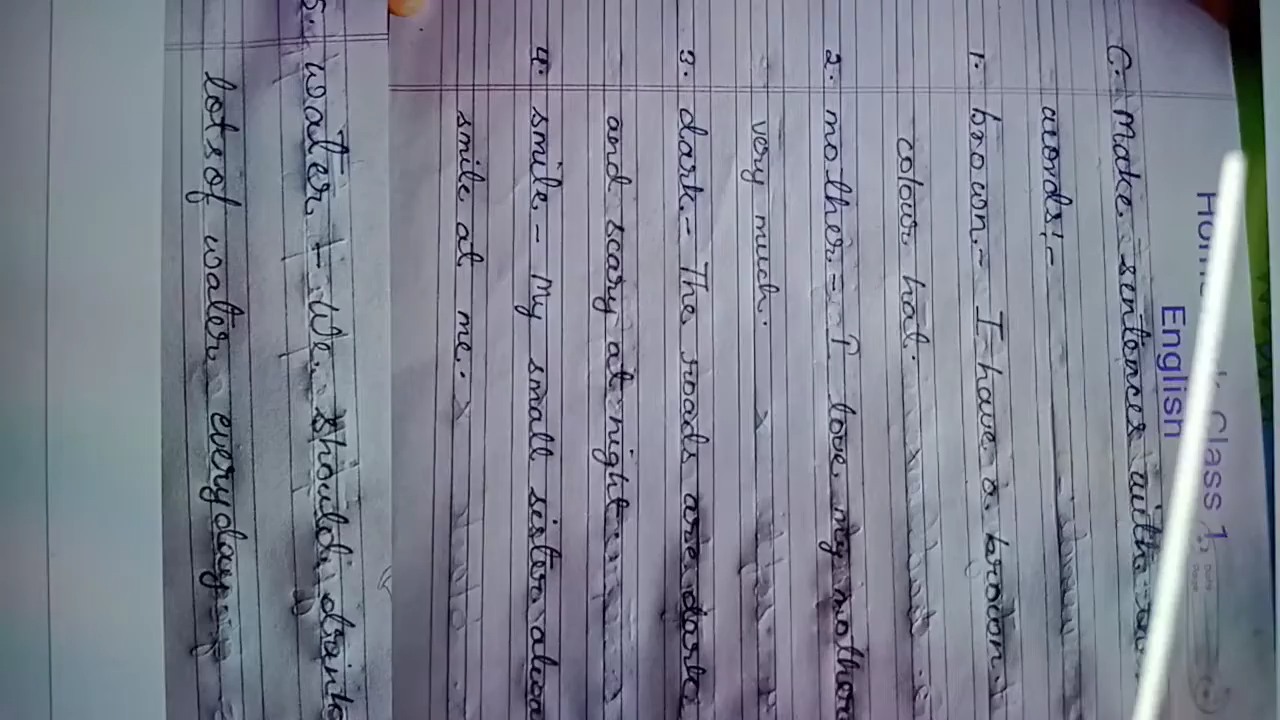 Class 1
English
C. Make sentences with
words:-
1. brown - I have a brown
colour hat.
2. mother - I love my mother
very much.
3. dark - The roads are dark
and scary at night
4. smile - My small sister
smile at me.
5. water - We should drink
lots of water everyday